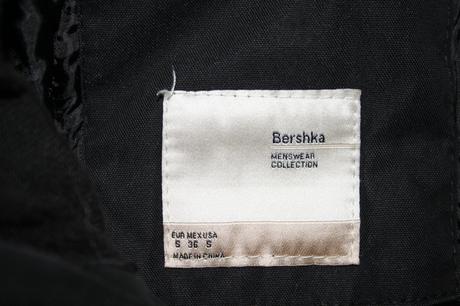 Bershka
MENSWEAR
COLLECTION
EUR MEX USA
S 36 S
MADE IN CHINA